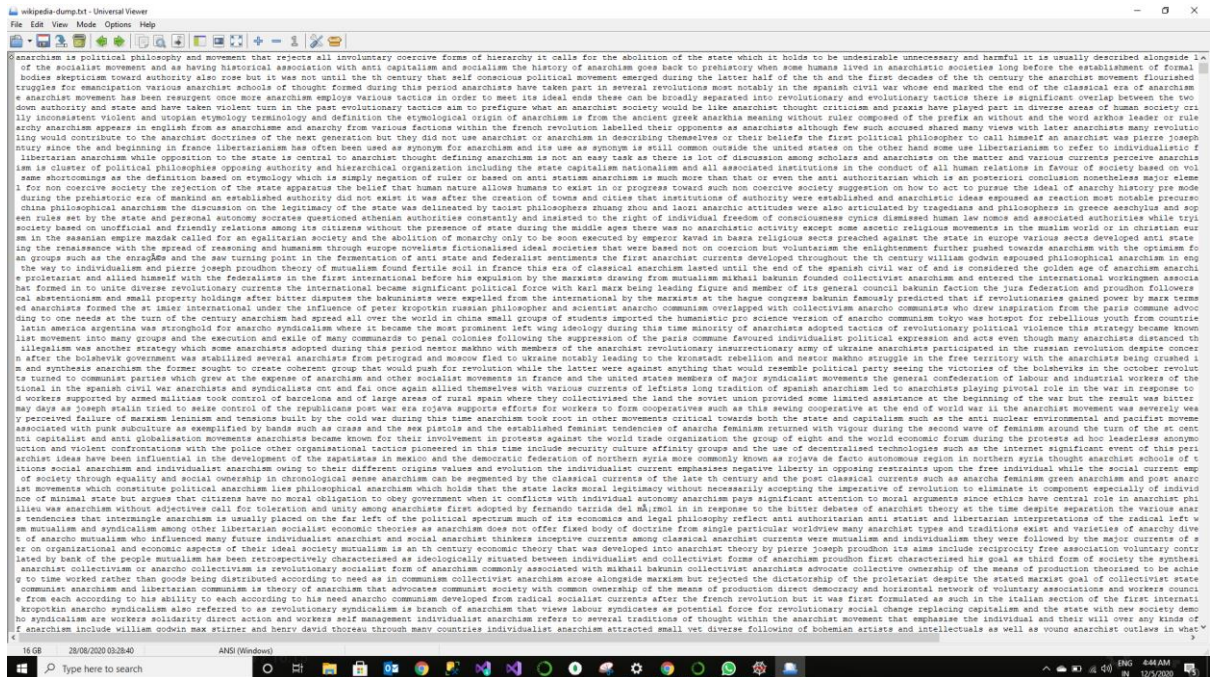 wikipedia-dump.txt - Universal Viewer
File Edit View Mode Options Help
anarchism is political philosophy and movement that rejects all involuntary coercive forms of hierarchy it calls for the abolition of the state which it holds to be undesirable unnecessary and harmful it is usually described alongside l
of the socialist movement and as having historical association with anti capitalism and socialism the history of anarchism goes back to prehistory when some humans lived in anarchistic societies long before the establishment of formal
bodies skepticism toward authority also rose but it was not until the th century that self conscious political movement emerged during the latter half of the th and the first decades of the th century the anarchist movement flourished
truggles for emancipation various anarchist schools of thought formed during this period anarchists have taken part in several revolutions most notably in the spanish civil war whose end marked the end of the classical era of anarchism
e anarchist movement has been resurgent once more anarchism employs various tactics in order to meet its ideal ends these can be broadly separated into revolutionary and evolutionary tactics there is significant overlap between the two
down authority and state and have taken violent turn in the past evolutionary tactics aim to prefigure what an anarchist society would be like anarchist thought criticism and praxis have played part in diverse areas of human society cri
lly inconsistent violent and utopian etymology terminology and definition the etymological origin of anarchism is from the ancient greek anarkhia meaning without ruler composed of the prefix an without and the word arkhos leader or rule
archy anarchism appears in english from as anarchisme and anarchy from various factions within the french revolution labelled their opponents as anarchists although few such accused shared many views with later anarchists many revolutio
ing would contribute to the anarchist doctrines of the next generation but they did not use anarchist or anarchism in describing themselves or their beliefs the first political philosopher to call himself an anarchist was pierre joseph
ntury since the and beginning in france libertarianism has often been used as synonym for anarchism and its use as synonym is still common outside the united states on the other hand some use libertarianism to refer to individualistic f
libertarian anarchism while opposition to the state is central to anarchist thought defining anarchism is not an easy task as there is lot of discussion among scholars and anarchists on the matter and various currents perceive anarchis
ism is cluster of political philosophies opposing authority and hierarchical organization including the state capitalism nationalism and all associated institutions in the conduct of all human relations in favour of society based on vol
same shortcomings as the definition based on etymology which is simply negation of ruler or based on anti statism anarchism is much more than that or even the anti authoritarian which is an posteriori conclusion nonetheless major eleme
l for non coercive society the rejection of the state apparatus the belief that human nature allows humans to exist in or progress toward such non coercive society suggestion on how to act to pursue the ideal of anarchy history pre mode
during the prehistoric era of mankind an established authority did not exist it was after the creation of towns and cities that institutions of authority were established and anarchistic ideas espoused as reaction most notable precurso
china philosophical anarchism the discussion on the legitimacy of the state was delineated by taoist philosophers zhuang zhou and laozi anarchic attitudes were also articulated by tragedians and philosophers in greece aeschylus and sop
een rules set by the state and personal autonomy socrates questioned athenian authorities constantly and insisted to the right of individual freedom of consciousness cynics dismissed human law nomos and associated authorities while tryi
society based on unofficial and friendly relations among its citizens without the presence of state during the middle ages there was no anarchistic activity except some ascetic religious movements in the muslim world or in christian eur
sm in the sasanian empire mazdak called for an egalitarian society and the abolition of monarchy only to be soon executed by emperor kavad in basra religious sects preached against the state in europe various sects developed anti state
ing the renaissance with the spread of reasoning and humanism through europe novelists fictionalised ideal societies that were based not on coercion but voluntarism the enlightenment further pushed towards anarchism with the optimism fo
an groups such as the enragÃ©s and the saw turning point in the fermentation of anti state and federalist sentiments the first anarchist currents developed throughout the th century william godwin espoused philosophical anarchism in eng
the way to individualism and pierre joseph proudhon theory of mutualism found fertile soil in france this era of classical anarchism lasted until the end of the spanish civil war of and is considered the golden age of anarchism anarchi
e proletariat and allied himself with the federalists in the first international before his expulsion by the marxists drawing from mutualism mikhail bakunin founded collectivist anarchism and entered the international workingmen associa
hat formed in to unite diverse revolutionary currents the international became significant political force with karl marx being leading figure and member of its general council bakunin faction the jura federation and proudhon followers
cal abstentionism and small property holdings after bitter disputes the bakuninists were expelled from the international by the marxists at the hague congress bakunin famously predicted that if revolutionaries gained power by marx terms
ed anarchists formed the st imier international under the influence of peter kropotkin russian philosopher and scientist anarcho communism overlapped with collectivism anarcho communists who drew inspiration from the paris commune advoc
ding to one needs at the turn of the century anarchism had spread all over the world in china small groups of students imported the humanistic pro science version of anarcho communism tokyo was hotspot for rebellious youth from countrie
latin america argentina was stronghold for anarcho syndicalism where it became the most prominent left wing ideology during this time minority of anarchists adopted tactics of revolutionary political violence this strategy became known
list movement into many groups and the execution and exile of many communards to penal colonies following the suppression of the paris commune favoured individualist political expression and acts even though many anarchists distanced th
illegalism was another strategy which some anarchists adopted during this period nestor makhno with members of the anarchist revolutionary insurrectionary army of ukraine anarchists participated in the russian revolution despite concer
n after the bolshevik government was stabilized several anarchists from petrograd and moscow fled to ukraine notably leading to the kronstadt rebellion and nestor makhno struggle in the free territory with the anarchists being crushed i
m and synthesis anarchism the former sought to create coherent group that would push for revolution while the latter were against anything that would resemble political party seeing the victories of the bolsheviks in the october revolut
ts turned to communist parties which grew at the expense of anarchism and other socialist movements in france and the united states members of major syndicalist movements the general confederation of labour and industrial workers of the
tional in the spanish civil war anarchists and syndicalists cnt and fai once again allied themselves with various currents of leftists long tradition of spanish anarchism led to anarchists playing pivotal role in the war in response to
d workers supported by armed militias took control of barcelona and of large areas of rural spain where they collectivised the land the soviet union provided some limited assistance at the beginning of the war but the result was bitter
may days as joseph stalin tried to seize control of the republicans post war era rojava supports efforts for workers to form cooperatives such as this sewing cooperative at the end of world war ii the anarchist movement was severely wea
y perceived failure of marxism leninism and tensions built by the cold war during this time anarchism took root in other movements critical towards both the state and capitalism such as the anti nuclear environmental and pacifist moveme
associated with punk subculture as exemplified by bands such as crass and the sex pistols and the established feminist tendencies of anarcha feminism returned with vigour during the second wave of feminism around the turn of the st cent
nti capitalist and anti globalisation movements anarchists became known for their involvement in protests against the world trade organization the group of eight and the world economic forum during the protests ad hoc leaderless anonymo
uction and violent confrontations with the police other organisational tactics pioneered in this time include security culture affinity groups and the use of decentralised technologies such as the internet significant event of this peri
archist ideas have been influential in the development of the zapatistas in mexico and the democratic federation of northern syria more commonly known as rojava de facto autonomous region in northern syria thought anarchist schools of t
itions social anarchism and individualist anarchism owing to their different origins values and evolution the individualist current emphasises negative liberty in opposing restraints upon the free individual while the social current emp
of society through equality and social ownership in chronological sense anarchism can be segmented by the classical currents of the late th century and the post classical currents such as anarcha feminism green anarchism and post anarc
ist movements which constitute political anarchism lies philosophical anarchism which holds that the state lacks moral legitimacy without necessarily accepting the imperative of revolution to eliminate it component especially of individ
nce of minimal state but argues that citizens have no moral obligation to obey government when it conflicts with individual autonomy anarchism pays significant attention to moral arguments since ethics have central role in anarchist phi
ilieu was anarchism without adjectives call for toleration and unity among anarchists first adopted by fernando tarrida del mÃ¡rmol in in response to the bitter debates of anarchist theory at the time despite separation the various anar
s tendencies that intermingle anarchism is usually placed on the far left of the political spectrum much of its economics and legal philosophy reflect anti authoritarian anti statist and libertarian interpretations of the radical left w
mutualism and syndicalism among other libertarian socialist economic theories as anarchism does not offer fixed body of doctrine from single particular worldview many anarchist types and traditions exist and varieties of anarchy dive
t of anarcho mutualism who influenced many future individualist anarchist and social anarchist thinkers inceptive currents among classical anarchist currents were mutualism and individualism they were followed by the major currents of s
er on organizational and economic aspects of their ideal society mutualism is an th century economic theory that was developed into anarchist theory by pierre joseph proudhon its aims include reciprocity free association voluntary contr
lated by bank of the people mutualism has been retrospectively characterised as ideologically situated between individualist and collectivist forms of anarchism proudhon first characterised his goal as third form of society the synthesi
anarchist collectivism or anarcho collectivism is revolutionary socialist form of anarchism commonly associated with mikhail bakunin collectivist anarchists advocate collective ownership of the means of production theorised to be achie
g to time worked rather than goods being distributed according to need as in communism collectivist anarchism arose alongside marxism but rejected the dictatorship of the proletariat despite the stated marxist goal of collectivist state
communist anarchism and libertarian communism is theory of anarchism that advocates communist society with common ownership of the means of production direct democracy and horizontal network of voluntary associations and workers counci
e from each according to his ability to each according to his need anarcho communism developed from radical socialist currents after the french revolution but it was first formulated as such in the italian section of the first internati
kropotkin anarcho syndicalism also referred to as revolutionary syndicalism is branch of anarchism that views labour syndicates as potential force for revolutionary social change replacing capitalism and the state with new society demo
ho syndicalism are workers solidarity direct action and workers self management individualist anarchism refers to several traditions of thought within the anarchist movement that emphasise the individual and their will over any kinds of
f anarchism include william godwin max stirner and henry david thoreau through many countries individualist anarchism attracted small yet diverse following of bohemian artists and intellectuals as well as young anarchist outlaws in what
16 GB 28/08/2020 03:28:40 ANSI (Windows)
Type here to search
ENG 4:44 AM
IN 12/5/2020